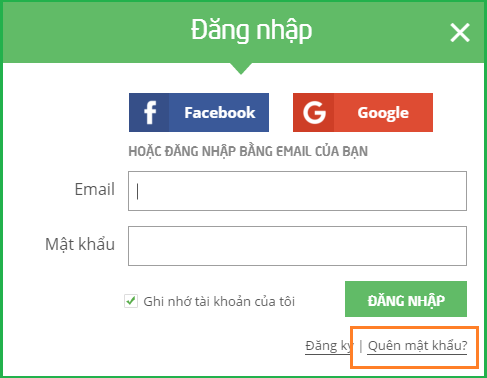 Đăng nhập
Facebook
Google
HOẶC ĐĂNG NHẬP BẰNG EMAIL CỦA BẠN
Email
Mật khẩu
Ghi nhớ tài khoản của tôi
ĐĂNG NHẬP
Đăng ký | Quên mật khẩu?